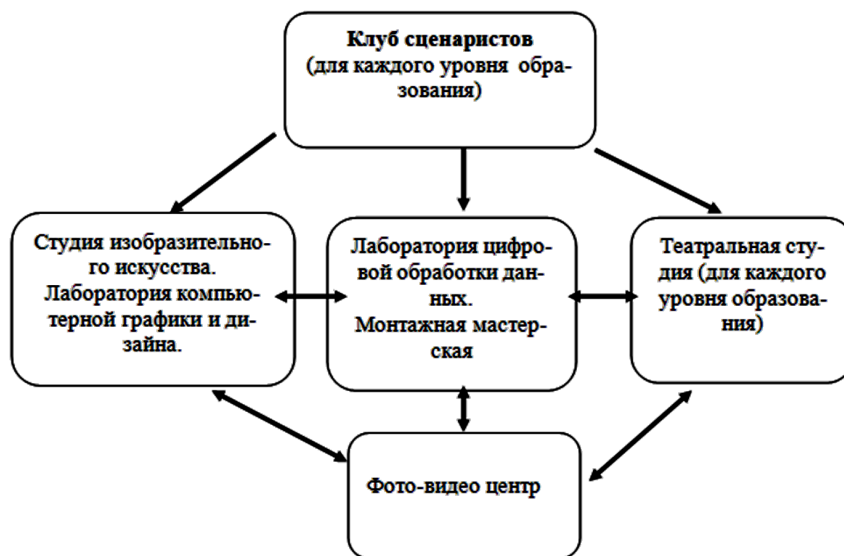 Клуб сценаристов
(для каждого уровня обра-
зования)
Студия изобразительно-
го искусства.
Лаборатория компью-
терной графики и ди-
зайна.
Лаборатория цифро-
вой обработки дан-
ных.
Монтажная мастер-
ская
Театральная сту-
дия (для каждого
уровня образова-
ния)
Фото-видео центр